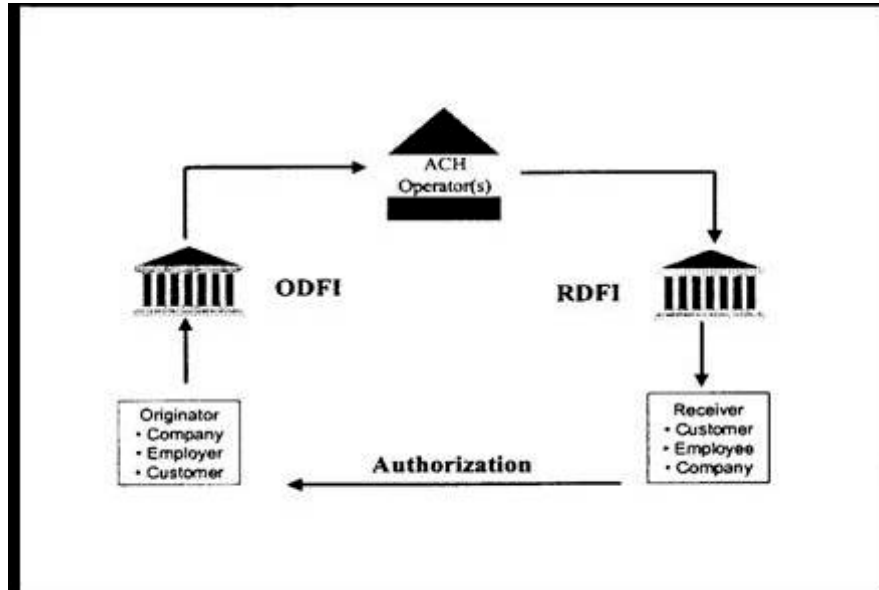 ACH
Operator(s)
ODFI
RDFI
Originator
• Company
• Employer
• Customer
Authorization
Receiver
• Customer
• Employee
• Company